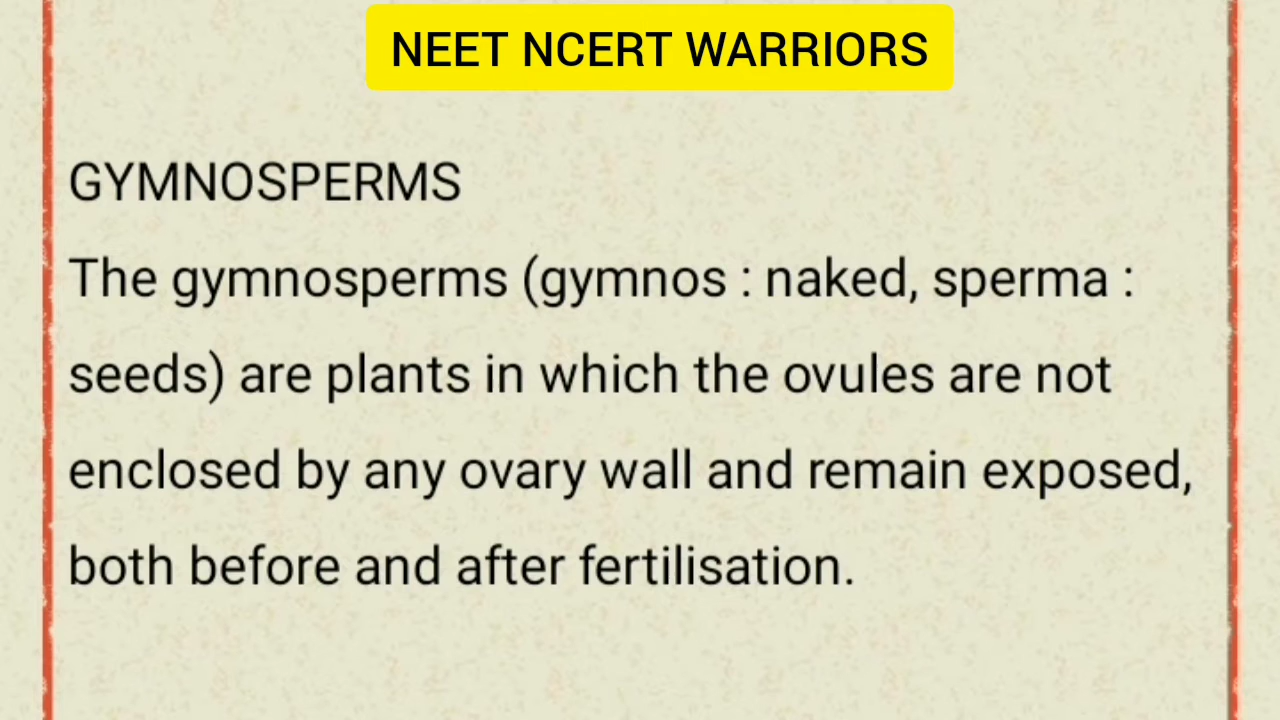 NEET NCERT WARRIORS
GYMNOSPERMS
The gymnosperms (gymnos : naked, sperma :
seeds) are plants in which the ovules are not
enclosed by any ovary wall and remain exposed,
both before and after fertilisation.